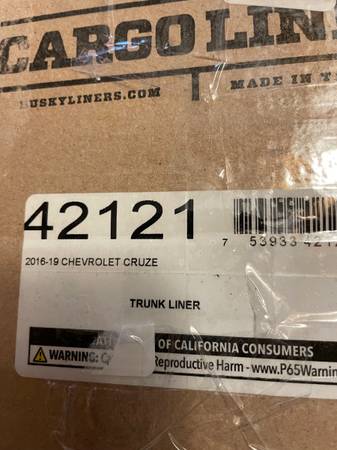 CARGO LIN
HUSKYLINERS.COM MADE IN T
42121
7 53933 421
2016-19 CHEVROLET CRUZE
TRUNK LINER
OF CALIFORNIA CONSUMERS
WARNING: Reproductive Harm - www.P65Warnin